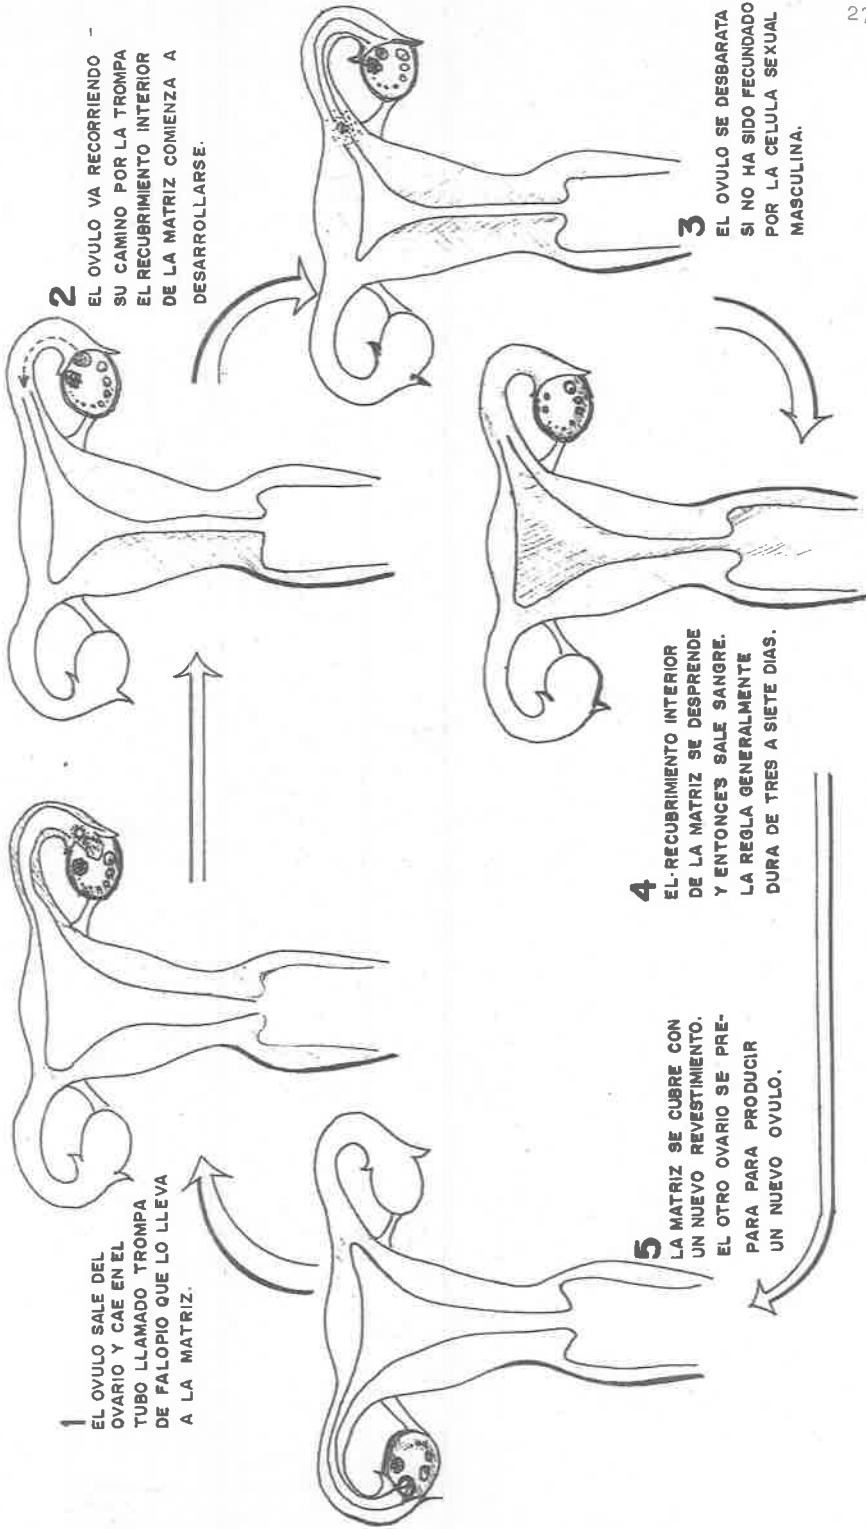 1
EL OVULO SALE DEL
OVARIO Y CAE EN EL
TUBO LLAMADO TROMPA
DE FALOPIO QUE LO LLEVA
A LA MATRIZ.
2
EL OVULO VA RECORRIENDO -
SU CAMINO POR LA TROMPA
EL RECUBRIMIENTO INTERIOR
DE LA MATRIZ COMIENZA A
DESARROLLARSE.
3
EL OVULO SE DESBARATA
SI NO HA SIDO FECUNDADO
POR LA CELULA SEXUAL
MASCULINA.
4
EL-RECUBRIMIENTO INTERIOR
DE LA MATRIZ SE DESPRENDE
Y ENTONCES SALE SANGRE.
LA REGLA GENERALMENTE
DURA DE TRES A SIETE DIAS.
5
LA MATRIZ SE CUBRE CON
UN NUEVO REVESTIMIENTO.
EL OTRO OVARIO SE PRE-
PARA PARA PRODUCIR
UN NUEVO OVULO.